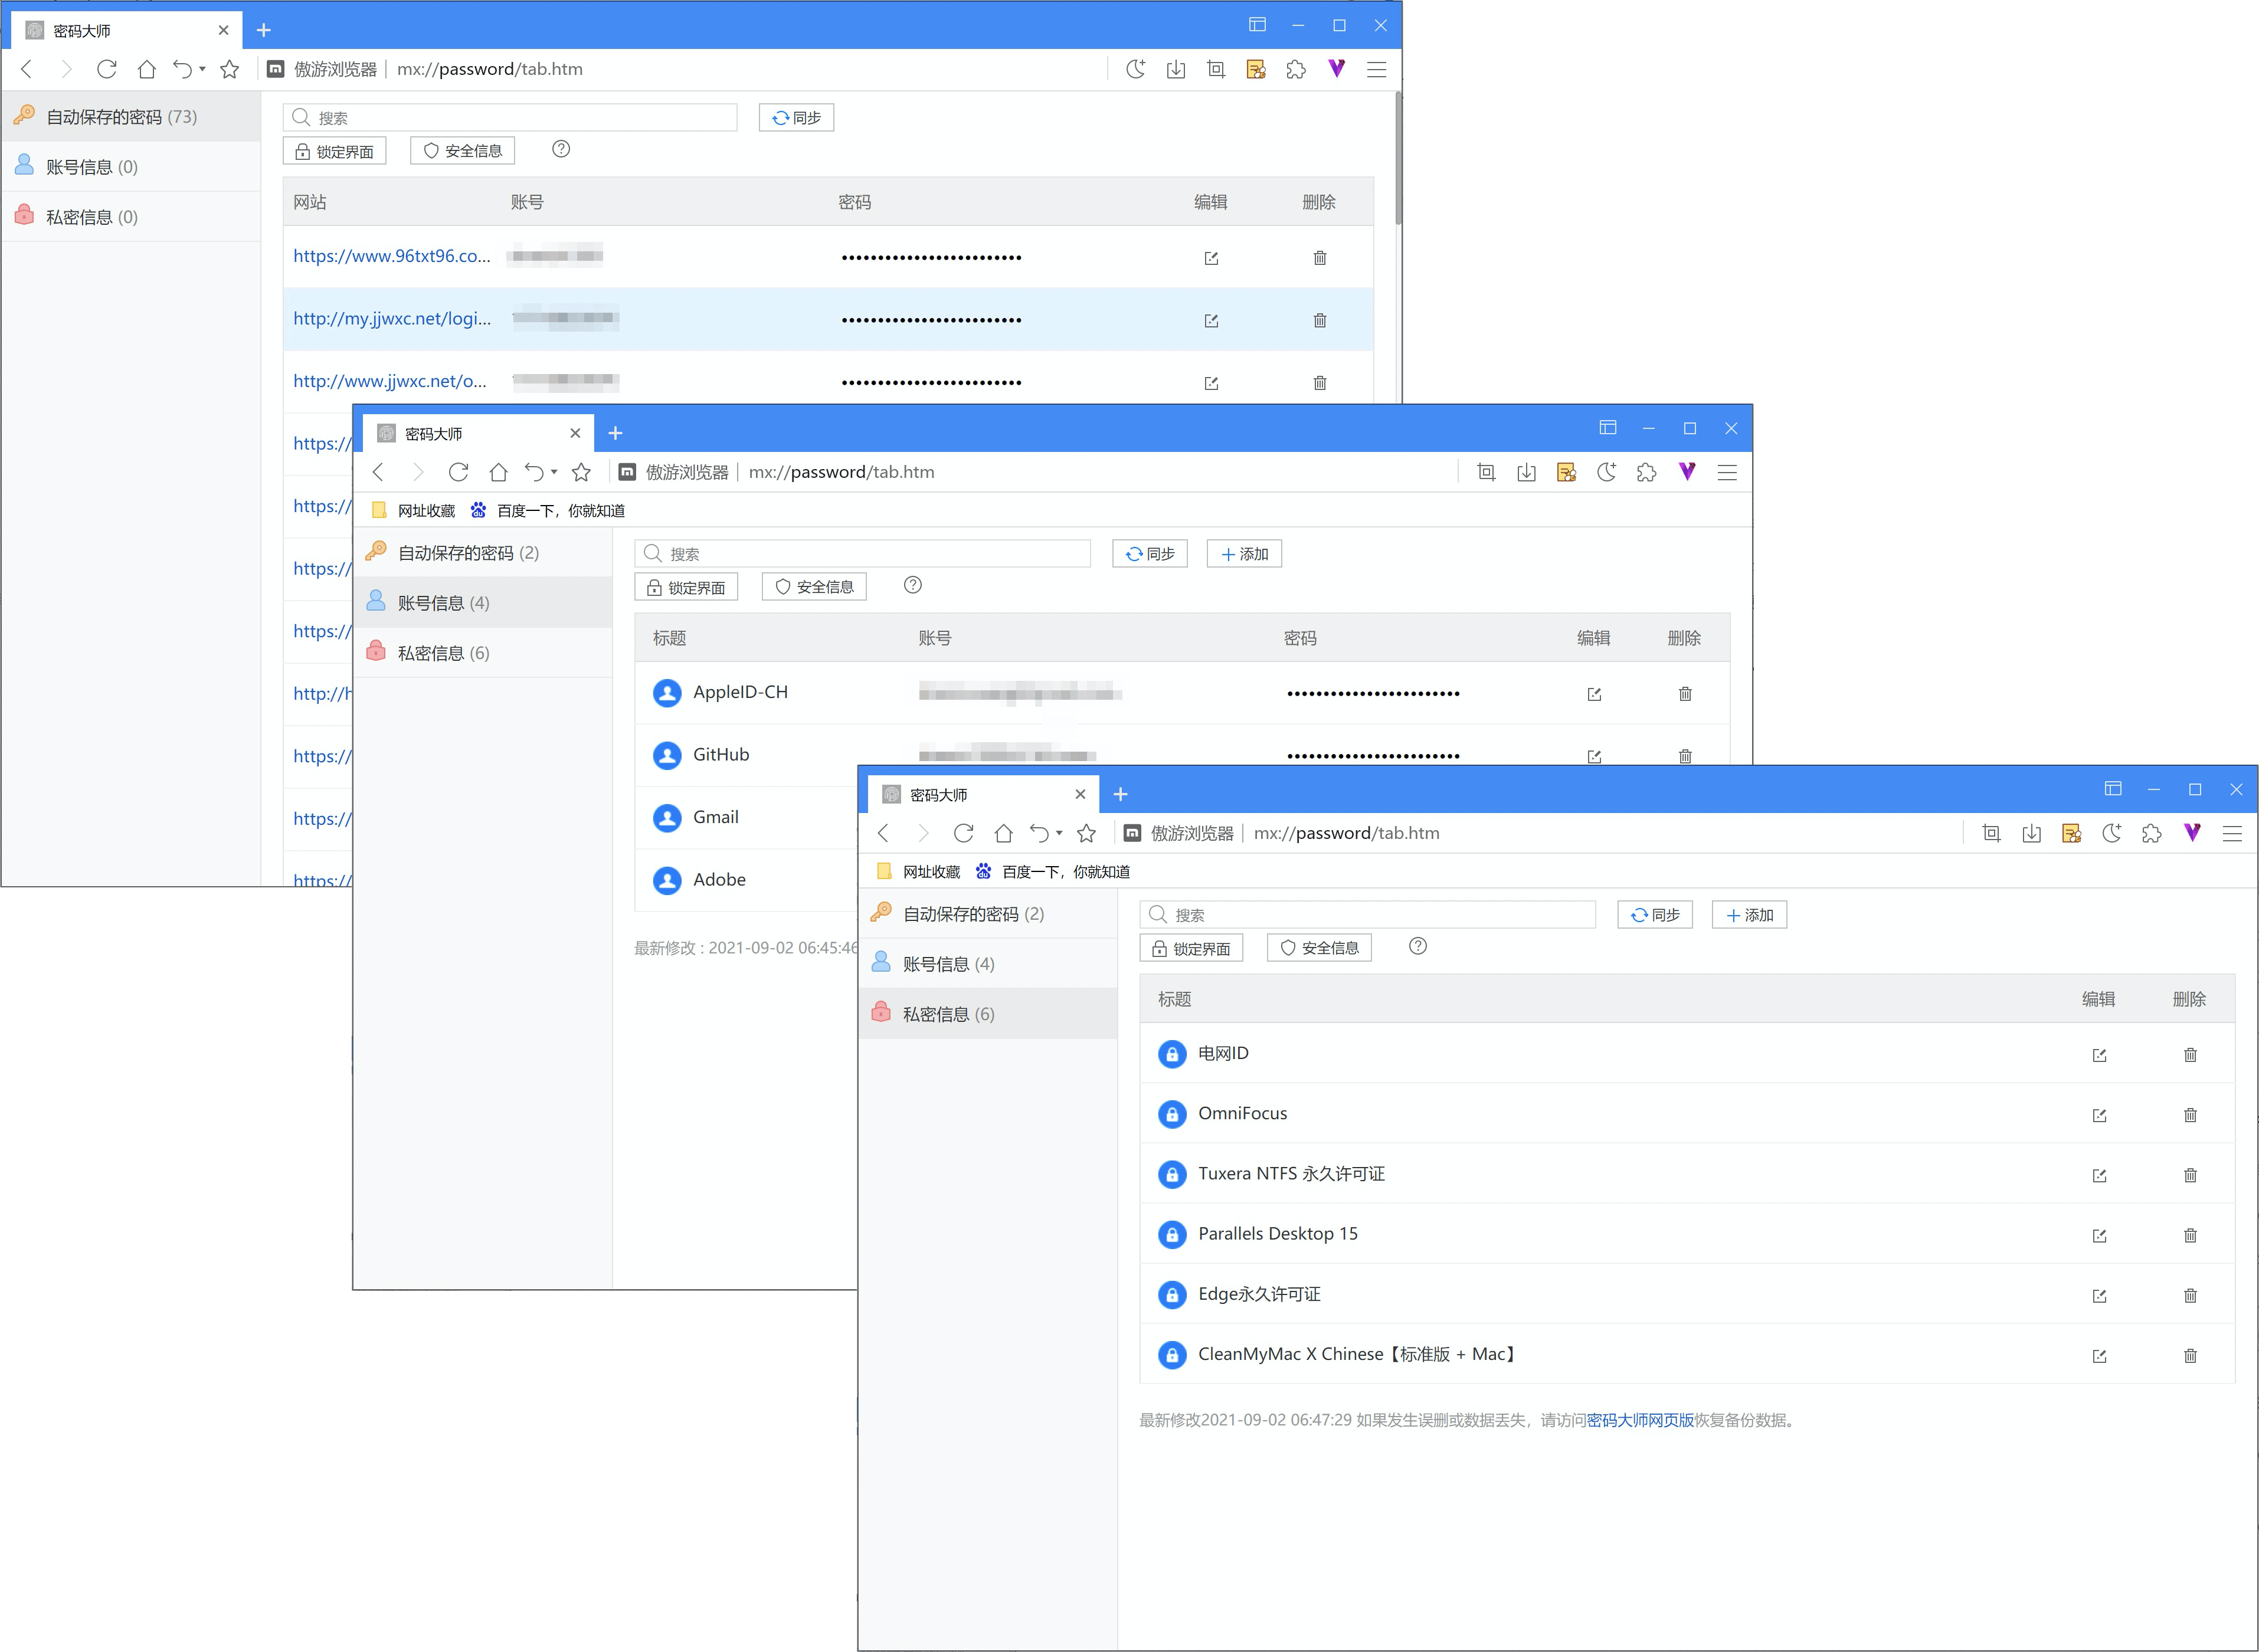 密码大师
傲游浏览器 mx://password/tab.htm
自动保存的密码 (73)
账号信息 (0)
私密信息 (0)
搜索 同步
锁定界面 安全信息
网站 账号 密码 编辑 删除
https://www.96txt96.co...
http://my.jjwxc.net/logi...
http://www.jjwxc.net/o...
https://
https://
https://
https://
http://
https://
https://
https://
密码大师
傲游浏览器 mx://password/tab.htm
网址收藏 百度一下，你就知道
自动保存的密码 (2)
账号信息 (4)
私密信息 (6)
搜索 同步 添加
锁定界面 安全信息
标题 账号 密码 编辑 删除
AppleID-CH
GitHub
Gmail
Adobe
最新修改 : 2021-09-02 06:45:46
密码大师
傲游浏览器 mx://password/tab.htm
网址收藏 百度一下，你就知道
自动保存的密码 (2)
账号信息 (4)
私密信息 (6)
搜索 同步 添加
锁定界面 安全信息
标题 编辑 删除
电网ID
OmniFocus
Tuxera NTFS 永久许可证
Parallels Desktop 15
Edge永久许可证
CleanMyMac X Chinese【标准版 + Mac】
最新修改2021-09-02 06:47:29 如果发生误删或数据丢失，请访问密码大师网页版恢复备份数据。